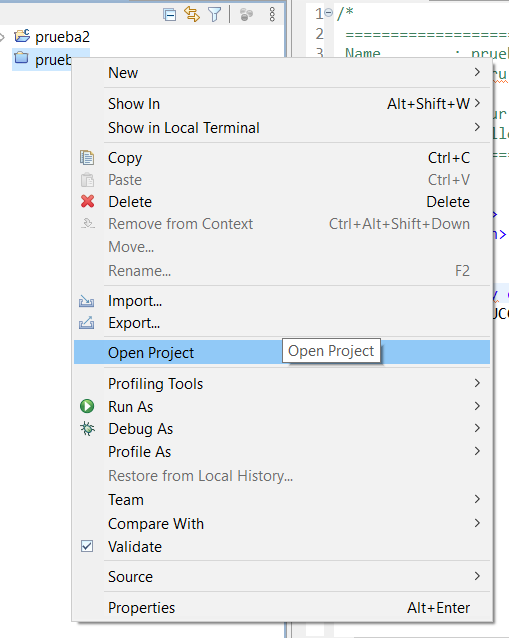 prueba2
prueb
1 /*
2
3 Name :
New
Show In Alt+Shift+W
Show in Local Terminal
Copy Ctrl+C
Paste Ctrl+V
Delete Delete
Remove from Context Ctrl+Alt+Shift+Down
Move...
Rename... F2
Import...
Export...
Open Project
Open Project
Profiling Tools
Run As
Debug As
Profile As
Restore from Local History...
Team
Compare With
Validate
Source
Properties Alt+Enter